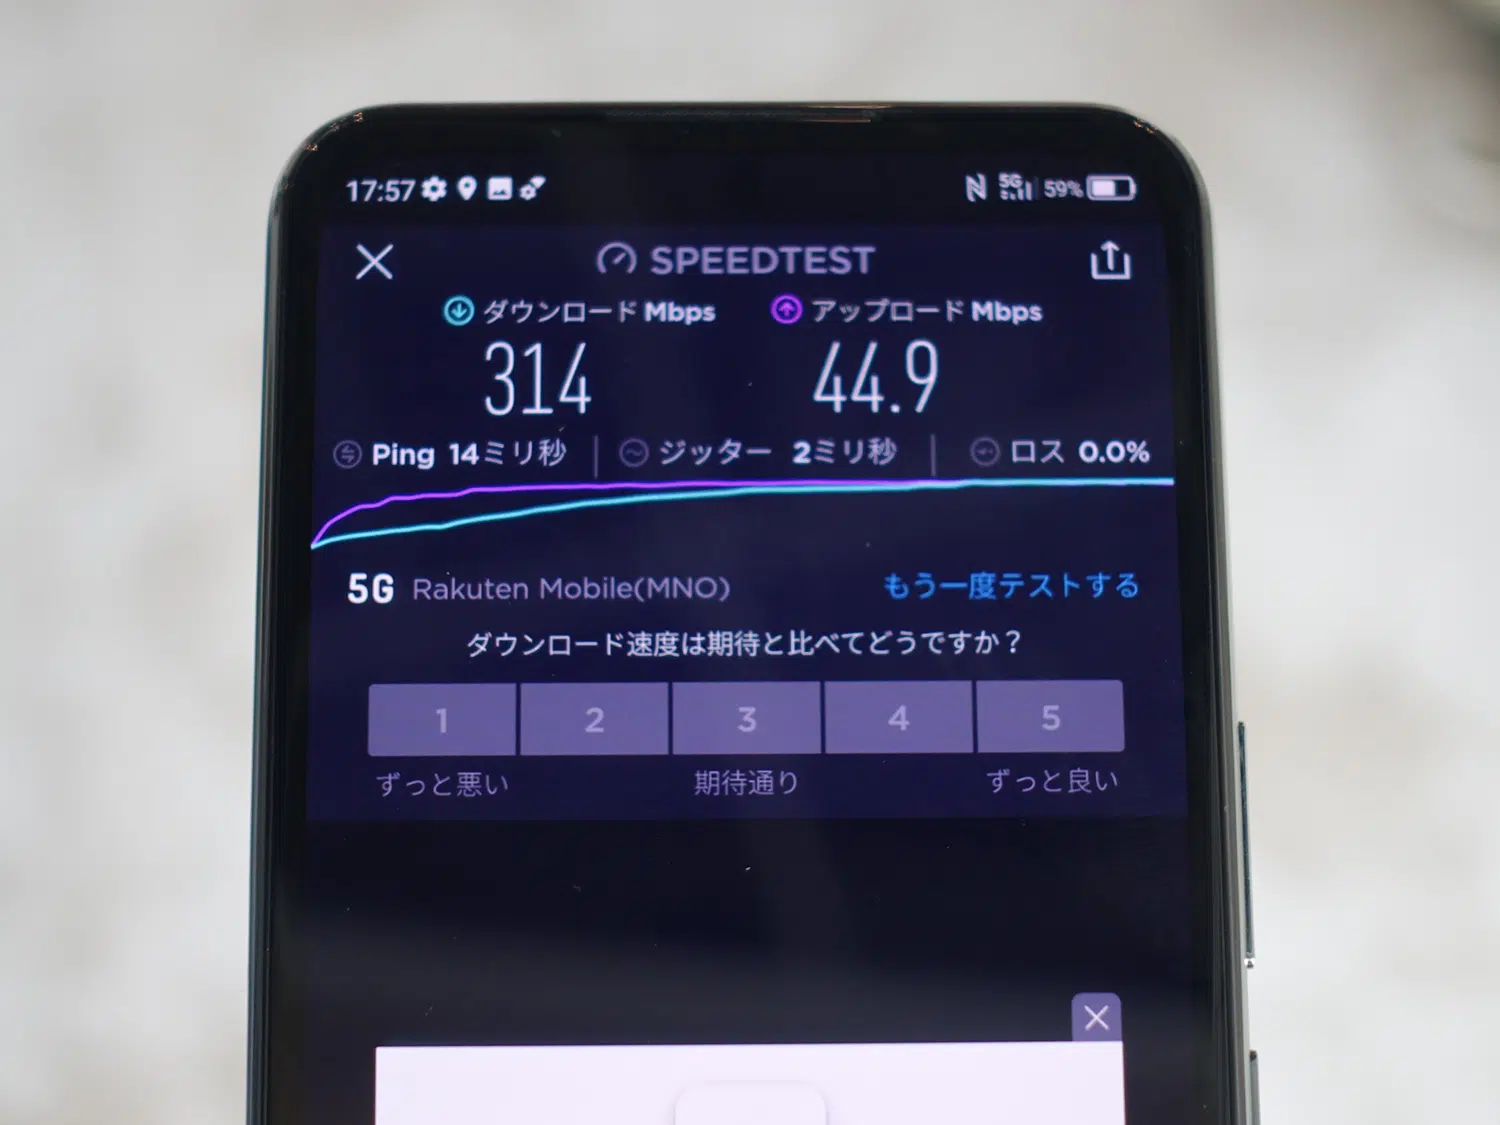 17:57 5G 59%
SPEEDTEST
ダウンロード Mbps アップロード Mbps
314 44.9
Ping 14ミリ秒 ジッター 2ミリ秒 ロス 0.0%
5G Rakuten Mobile(MNO) もう一度テストする
ダウンロード速度は期待と比べてどうですか？
1 2 3 4 5
ずっと悪い 期待通り ずっと良い